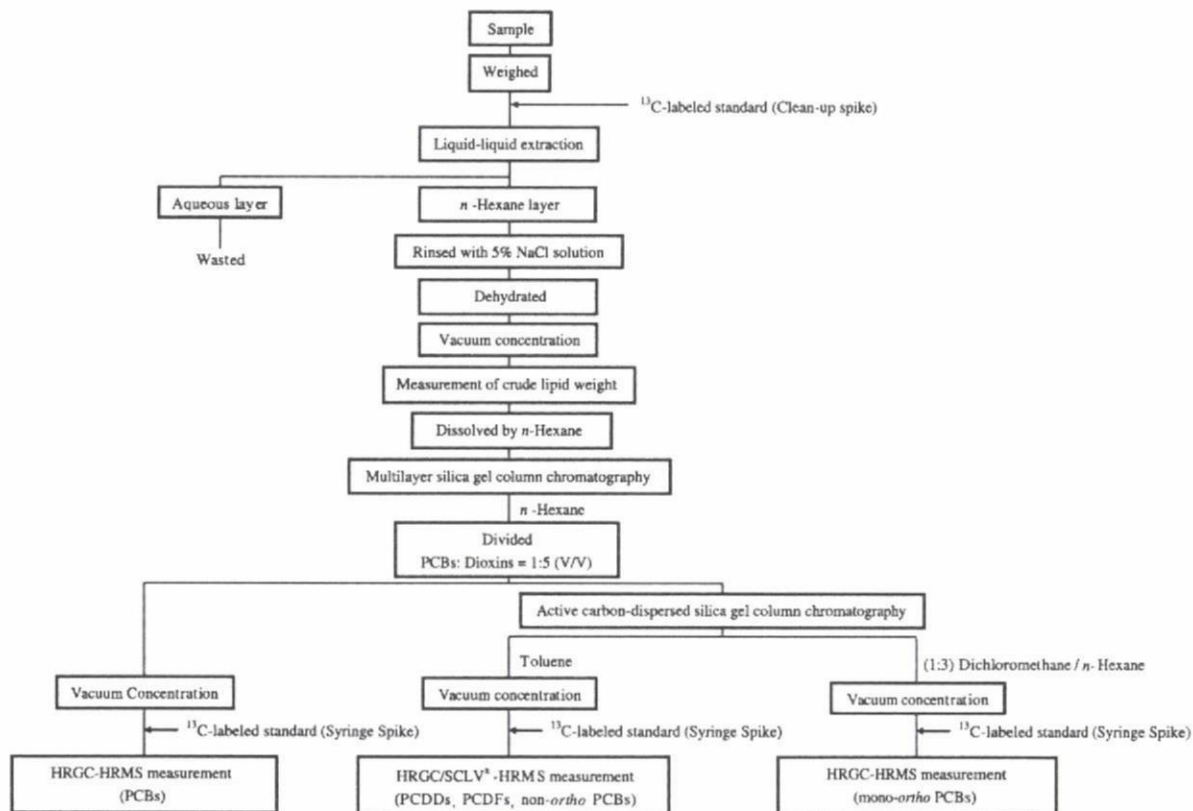 Sample
Weighed
¹³C-labeled standard (Clean-up spike)
Liquid-liquid extraction
Aqueous layer
n -Hexane layer
Wasted
Rinsed with 5% NaCl solution
Dehydrated
Vacuum concentration
Measurement of crude lipid weight
Dissolved by n-Hexane
Multilayer silica gel column chromatography
n -Hexane
Divided
PCBs: Dioxins = 1:5 (V/V)
Active carbon-dispersed silica gel column chromatography
Toluene
(1:3) Dichloromethane / n- Hexane
Vacuum Concentration
Vacuum concentration
Vacuum concentration
¹³C-labeled standard (Syringe Spike)
¹³C-labeled standard (Syringe Spike)
¹³C-labeled standard (Syringe Spike)
HRGC-HRMS measurement
(PCBs)
HRGC/SCLVª -HRMS measurement
(PCDDs, PCDFs, non-ortho PCBs)
HRGC-HRMS measurement
(mono-ortho PCBs)